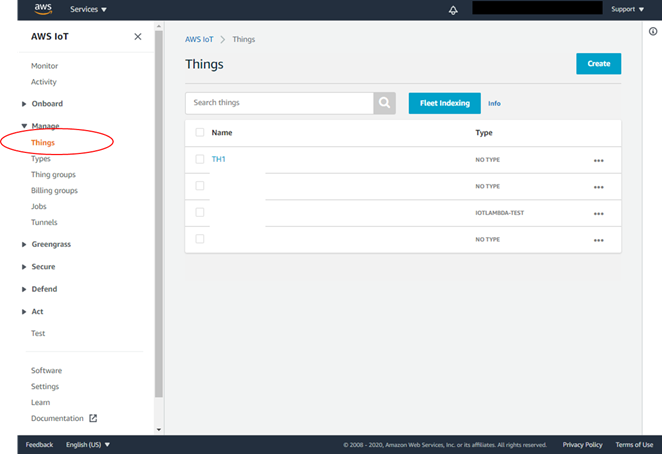 aws Services Support
AWS IoT
Monitor
Activity
Onboard
Manage
Things
Types
Thing groups
Billing groups
Jobs
Tunnels
Greengrass
Secure
Defend
Act
Test
Software
Settings
Learn
Documentation
AWS IoT Things
Things
Create
Search things
Fleet Indexing
Info
Name Type
TH1 NO TYPE
NO TYPE
IOTLAMBDA-TEST
NO TYPE
Feedback English (US) © 2008 - 2020, Amazon Web Services, Inc. or its affiliates. All rights reserved. Privacy Policy Terms of Use